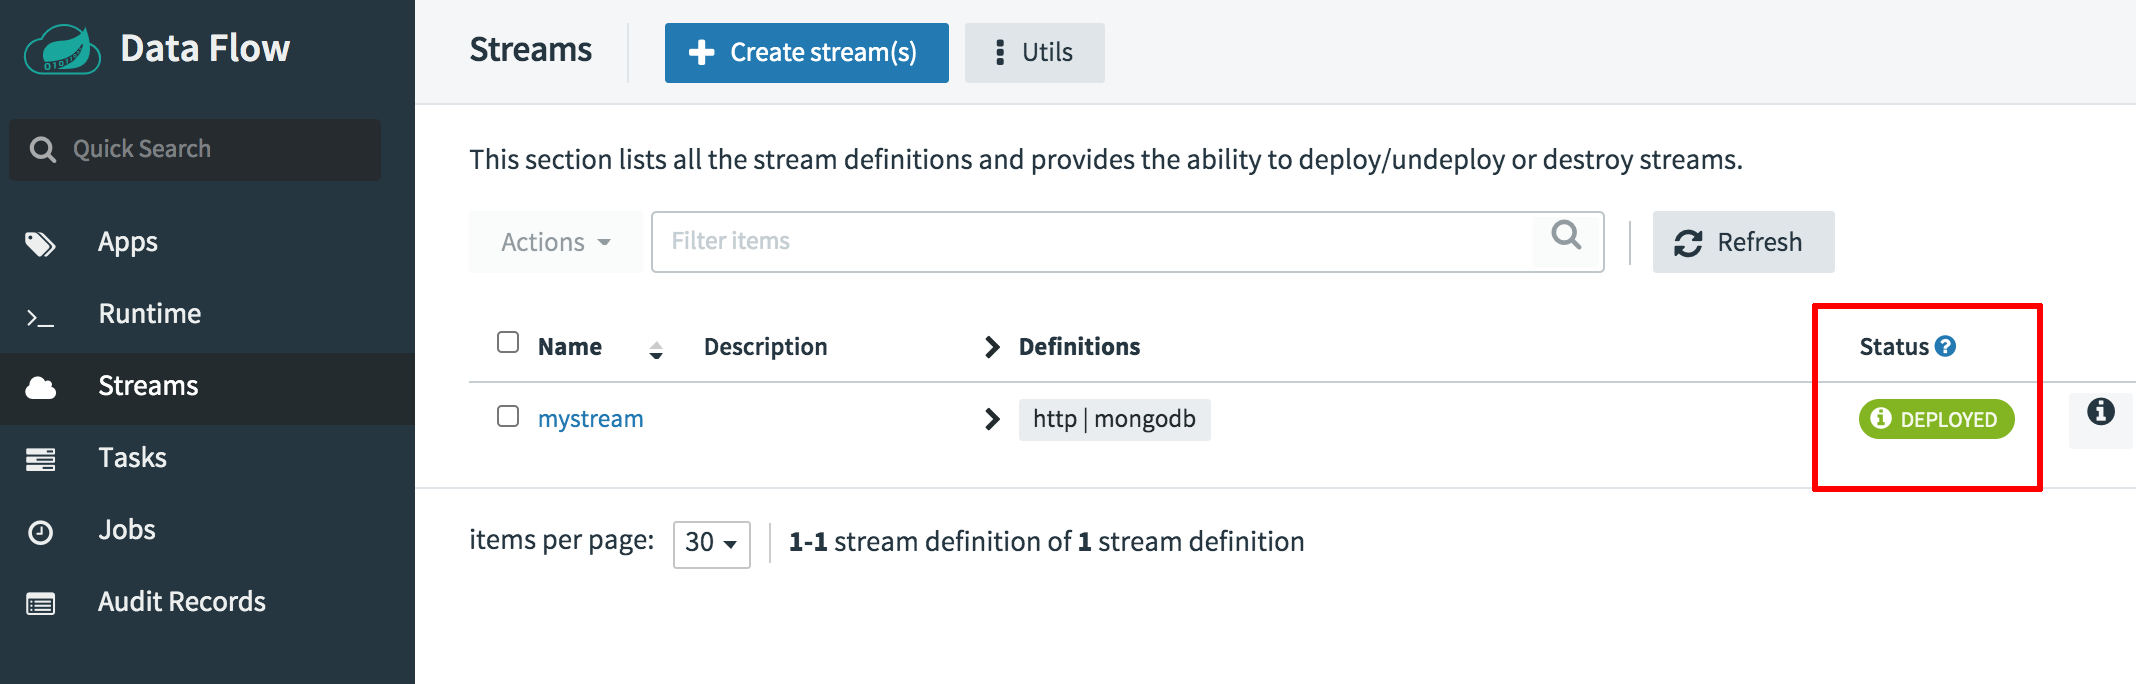 Data Flow
Quick Search
Apps
Runtime
Streams
Tasks
Jobs
Audit Records
Streams
Create stream(s)
Utils
This section lists all the stream definitions and provides the ability to deploy/undeploy or destroy streams.
Actions
Filter items
Refresh
Name Description Definitions Status ?
mystream http | mongodb DEPLOYED
items per page: 30 1-1 stream definition of 1 stream definition